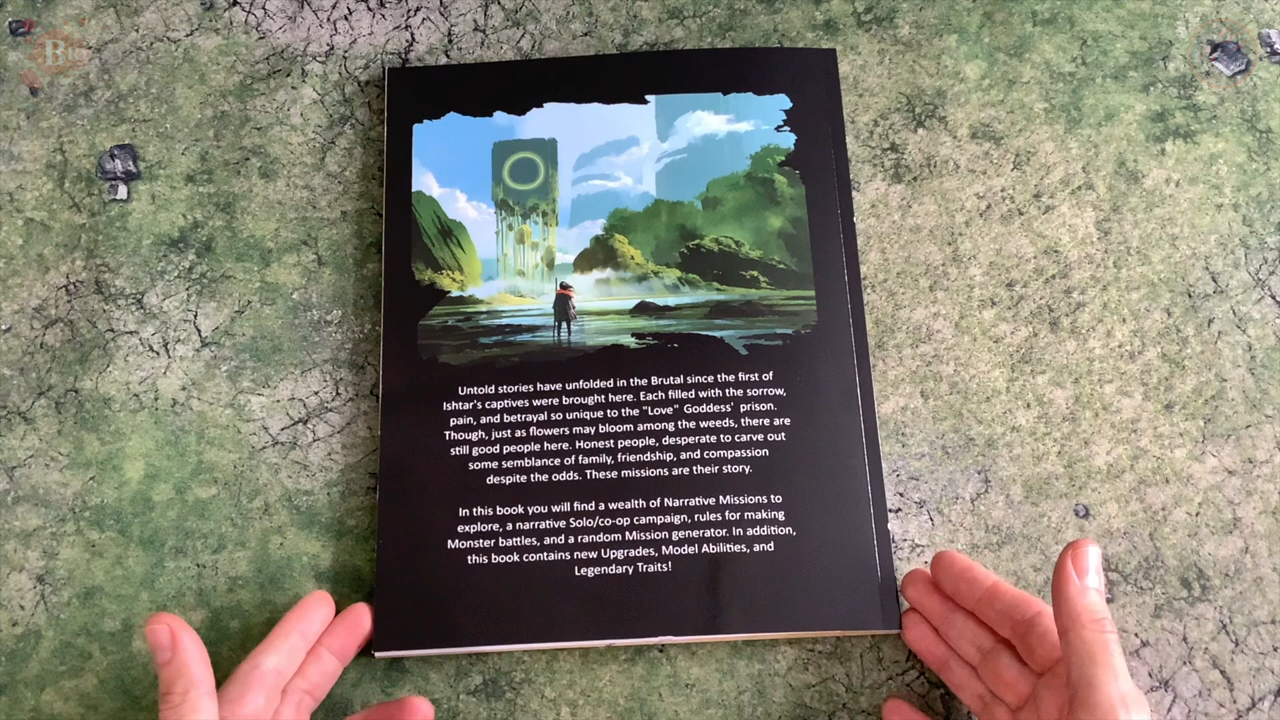 Big
Untold stories have unfolded in the Brutal since the first of
Ishtar's captives were brought here. Each filled with the sorrow,
pain, and betrayal so unique to the "Love" Goddess' prison.
Though, just as flowers may bloom among the weeds, there are
still good people here. Honest people, desperate to carve out
some semblance of family, friendship, and compassion
despite the odds. These missions are their story.
In this book you will find a wealth of Narrative Missions to
explore, a narrative Solo/co-op campaign, rules for making
Monster battles, and a random Mission generator. In addition,
this book contains new Upgrades, Model Abilities, and
Legendary Traits!